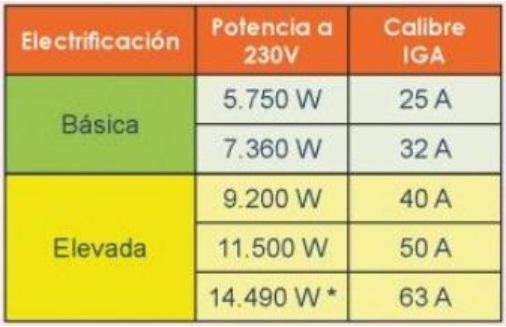 Electrificación
Potencia a
230V
Calibre
IGA
Básica
5.750 W
25 A
7.360 W
32 A
Elevada
9.200 W
40 A
11.500 W
50 A
14.490 W *
63 A